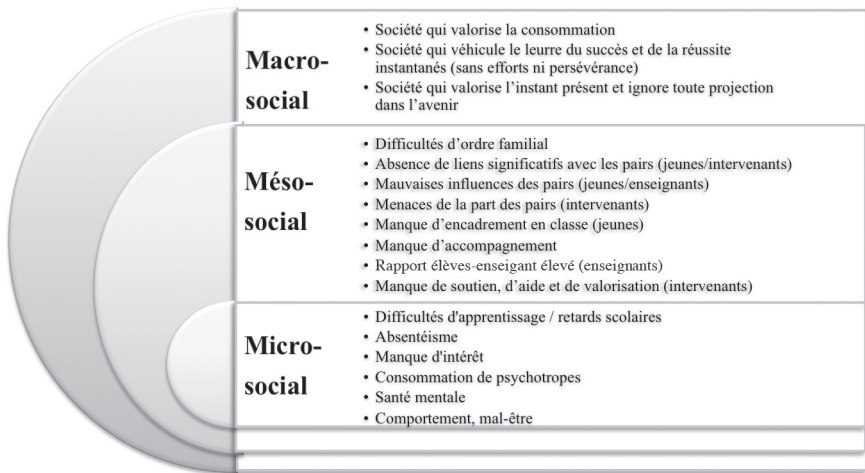 Macro-
social
• Société qui valorise la consommation
• Société qui véhicule le leurre du succès et de la réussite
instantanés (sans efforts ni persévérance)
• Société qui valorise l’instant présent et ignore toute projection
dans l’avenir
Méso-
social
• Difficultés d’ordre familial
• Absence de liens significatifs avec les pairs (jeunes/intervenants)
• Mauvaises influences des pairs (jeunes/enseignants)
• Menaces de la part des pairs (intervenants)
• Manque d’encadrement en classe (jeunes)
• Manque d’accompagnement
• Rapport élèves-enseigant élevé (enseignants)
• Manque de soutien, d’aide et de valorisation (intervenants)
Micro-
social
• Difficultés d'apprentissage / retards scolaires
• Absentéisme
• Manque d'intérêt
• Consommation de psychotropes
• Santé mentale
• Comportement, mal-être